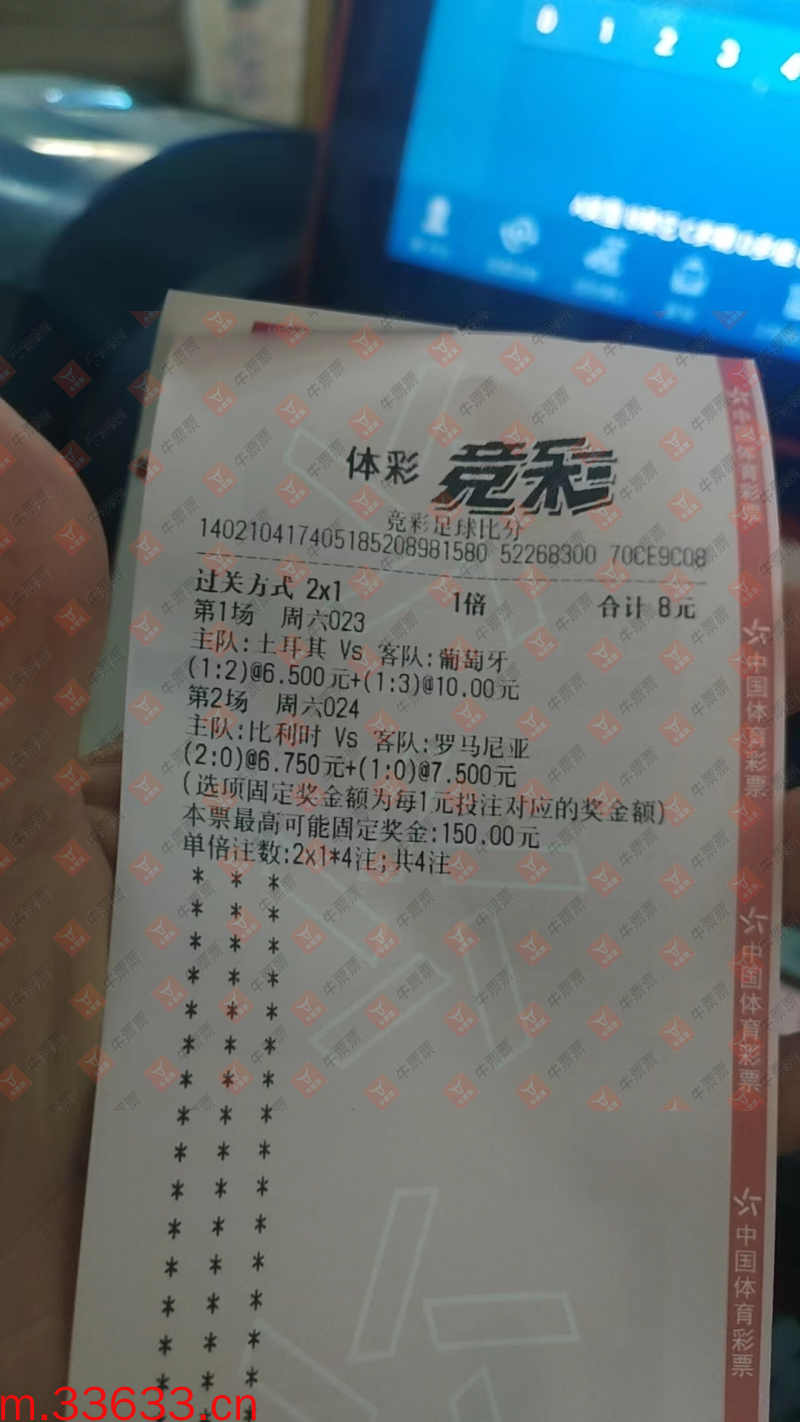 0 1 2 3
体彩 竞彩
竞彩足球比分
140210417405185208981580 52268300 70CE9C08
过关方式 2x1 1倍 合计 8元
第1场 周六023
主队:土耳其 Vs 客队:葡萄牙
(1:2)@6.500元+(1:3)@10.00元
第2场 周六024
主队:比利时 Vs 客队:罗马尼亚
(2:0)@6.750元+(1:0)@7.500元
(选项固定奖金额为每1元投注对应的奖金额)
本票最高可能固定奖金:150.00元
单倍注数:2x1*4注;共4注
中国体育彩票
中国体育彩票
中国体育彩票
中国体育彩票
牛票票
m.33633.cn